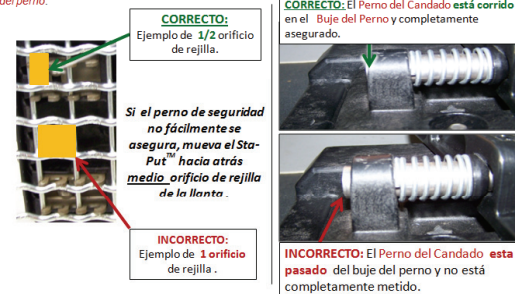 del perno.
CORRECTO:
Ejemplo de 1/2 orificio
de rejilla.
Si el perno de seguridad
no fácilmente se
asegura, mueva el Sta-
Put™ hacia atrás
medio orificio de rejilla
de la llanta .
INCORRECTO:
Ejemplo de 1 orificio
de rejilla .
CORRECTO: El Perno del Candado está corrido
en el Buje del Perno y completamente
asegurado.
INCORRECTO: El Perno del Candado esta
pasado del buje del perno y no está
completamente metido.